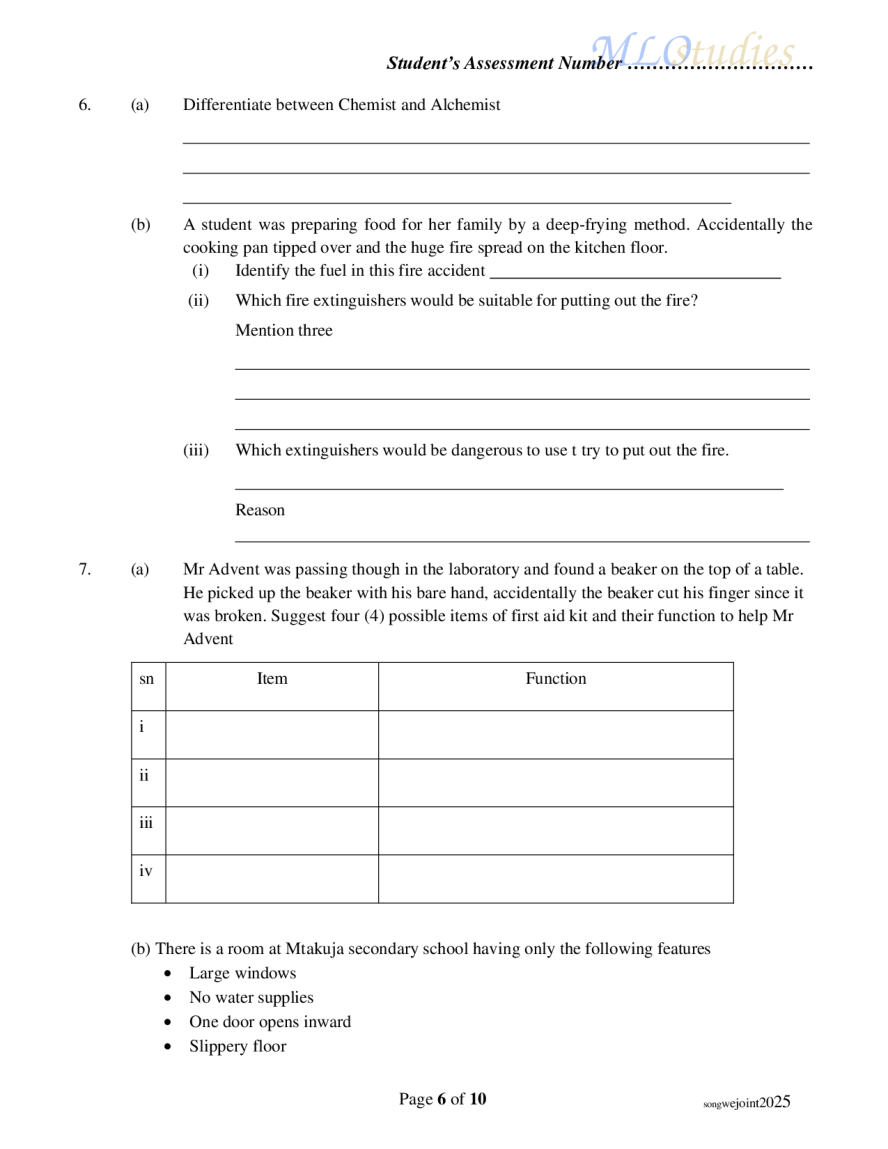 MLOstudies
Student's Assessment Number ……………………………
6. (a) Differentiate between Chemist and Alchemist
(b) A student was preparing food for her family by a deep-frying method. Accidentally the
cooking pan tipped over and the huge fire spread on the kitchen floor.
(i) Identify the fuel in this fire accident
(ii) Which fire extinguishers would be suitable for putting out the fire?
Mention three
(iii) Which extinguishers would be dangerous to use t try to put out the fire.
Reason
7. (a) Mr Advent was passing though in the laboratory and found a beaker on the top of a table.
He picked up the beaker with his bare hand, accidentally the beaker cut his finger since it
was broken. Suggest four (4) possible items of first aid kit and their function to help Mr
Advent
sn Item Function
i
ii
iii
iv
(b) There is a room at Mtakuja secondary school having only the following features
• Large windows
• No water supplies
• One door opens inward
• Slippery floor
Page 6 of 10
songwejoint2025